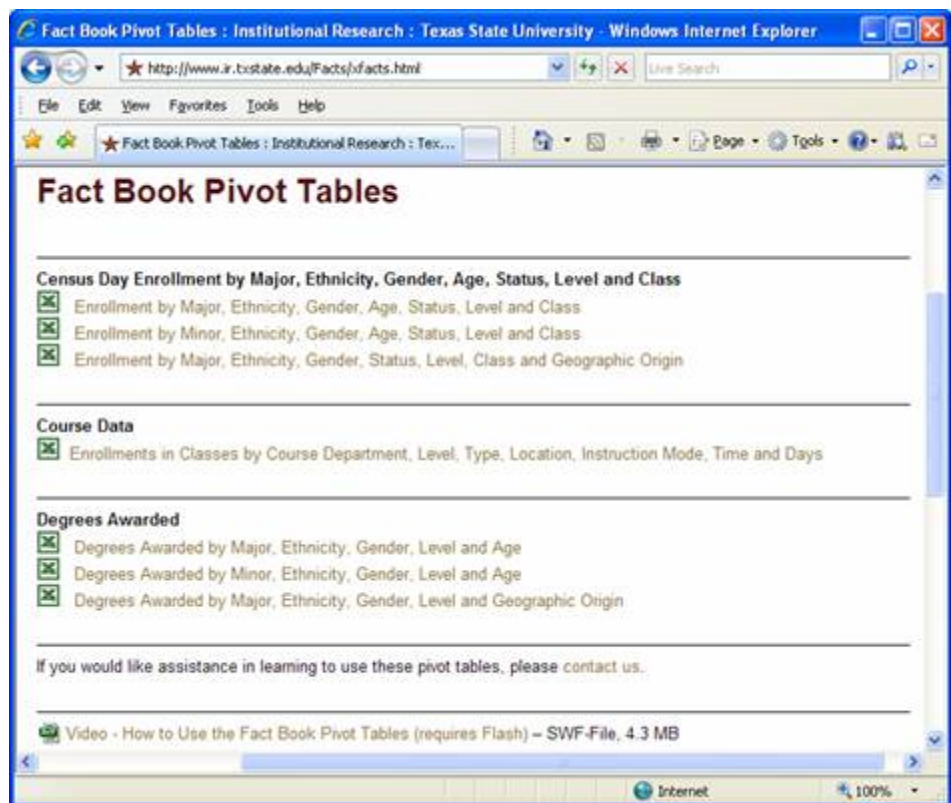 Fact Book Pivot Tables : Institutional Research : Texas State University - Windows Internet Explorer
http://www.ir.txstate.edu/Facts/xfacts.html
Live Search
File Edit View Favorites Tools Help
Fact Book Pivot Tables : Institutional Research : Tex...
Page
Tools
Fact Book Pivot Tables
Census Day Enrollment by Major, Ethnicity, Gender, Age, Status, Level and Class
Enrollment by Major, Ethnicity, Gender, Age, Status, Level and Class
Enrollment by Minor, Ethnicity, Gender, Age, Status, Level and Class
Enrollment by Major, Ethnicity, Gender, Status, Level, Class and Geographic Origin
Course Data
Enrollments in Classes by Course Department, Level, Type, Location, Instruction Mode, Time and Days
Degrees Awarded
Degrees Awarded by Major, Ethnicity, Gender, Level and Age
Degrees Awarded by Minor, Ethnicity, Gender, Level and Age
Degrees Awarded by Major, Ethnicity, Gender, Level and Geographic Origin
If you would like assistance in learning to use these pivot tables, please contact us.
Video - How to Use the Fact Book Pivot Tables (requires Flash) – SWF-File, 4.3 MB
Internet
100%